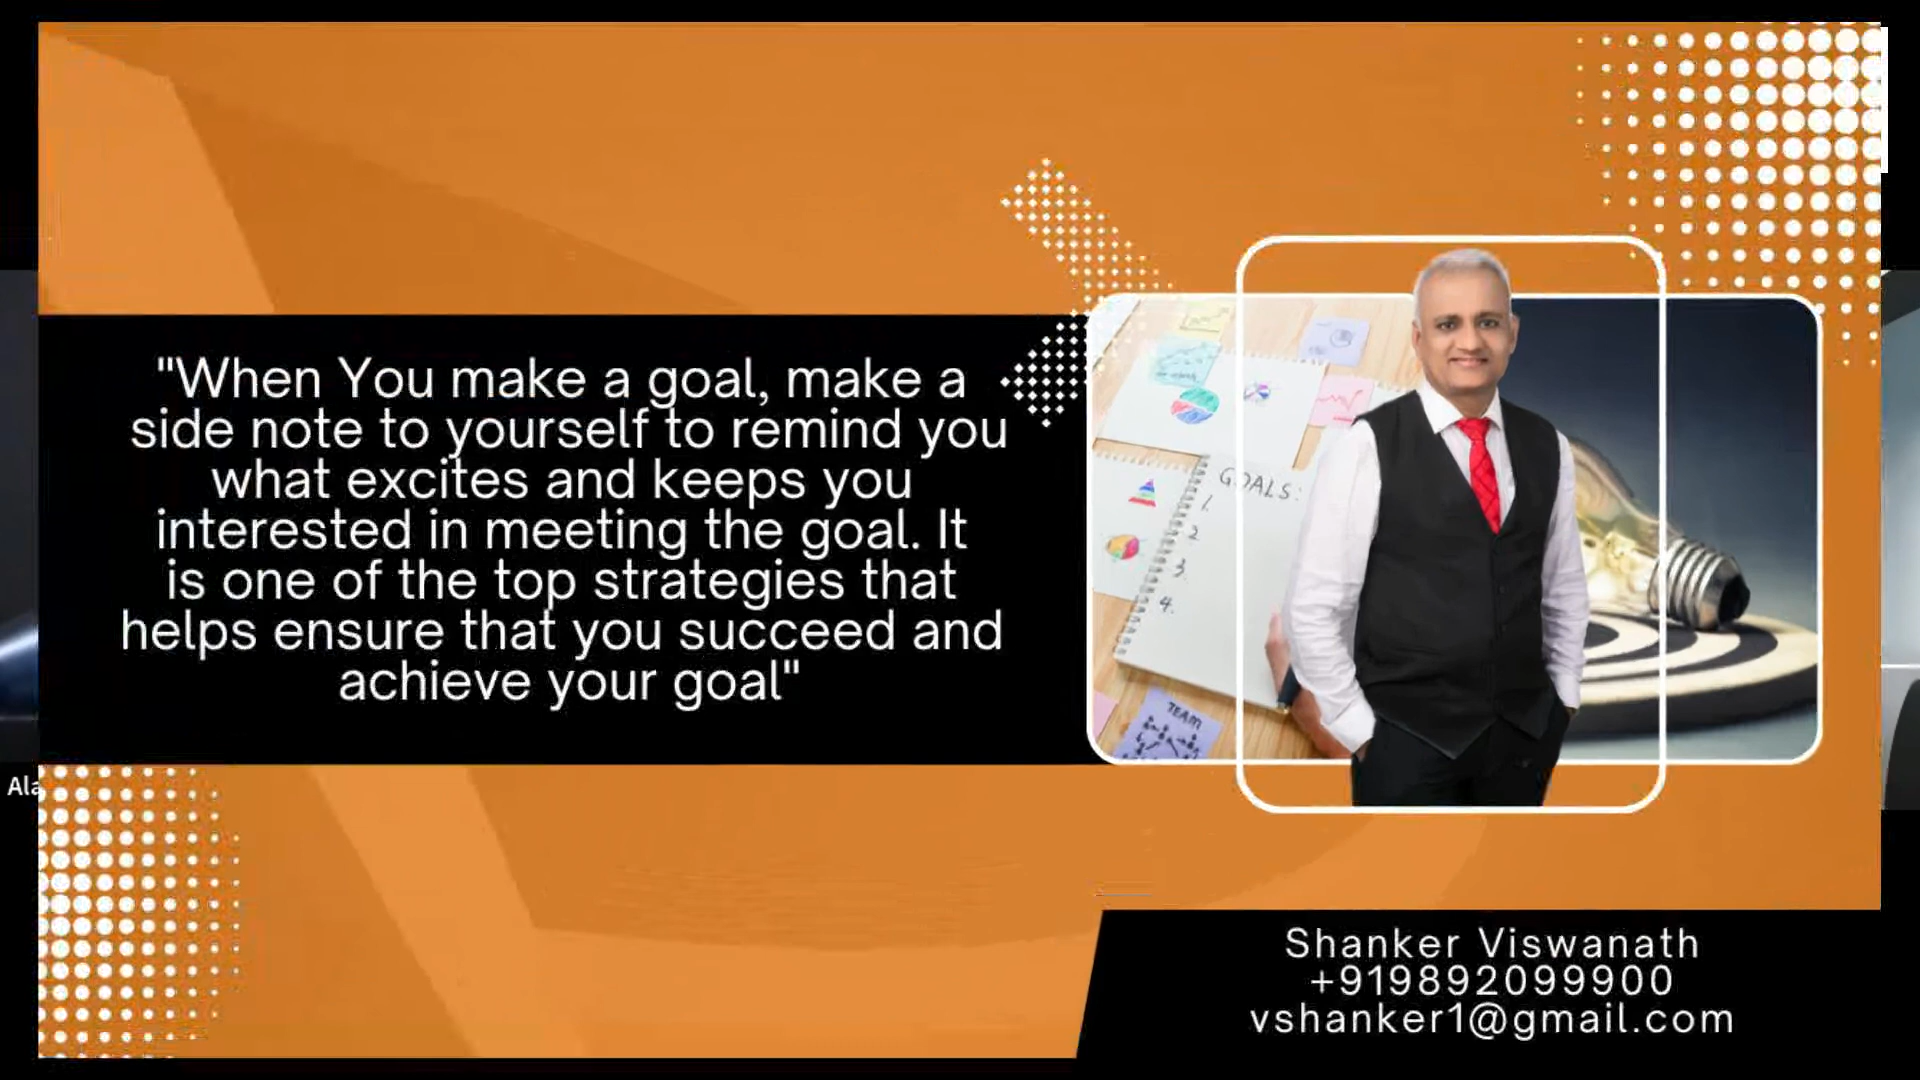 "When You make a goal, make a
side note to yourself to remind you
what excites and keeps you
interested in meeting the goal. It
is one of the top strategies that
helps ensure that you succeed and
achieve your goal"
GOALS:
1
2
3
4.
TEAM
Ala
Shanker Viswanath
+919892099900
vshanker1@gmail.com